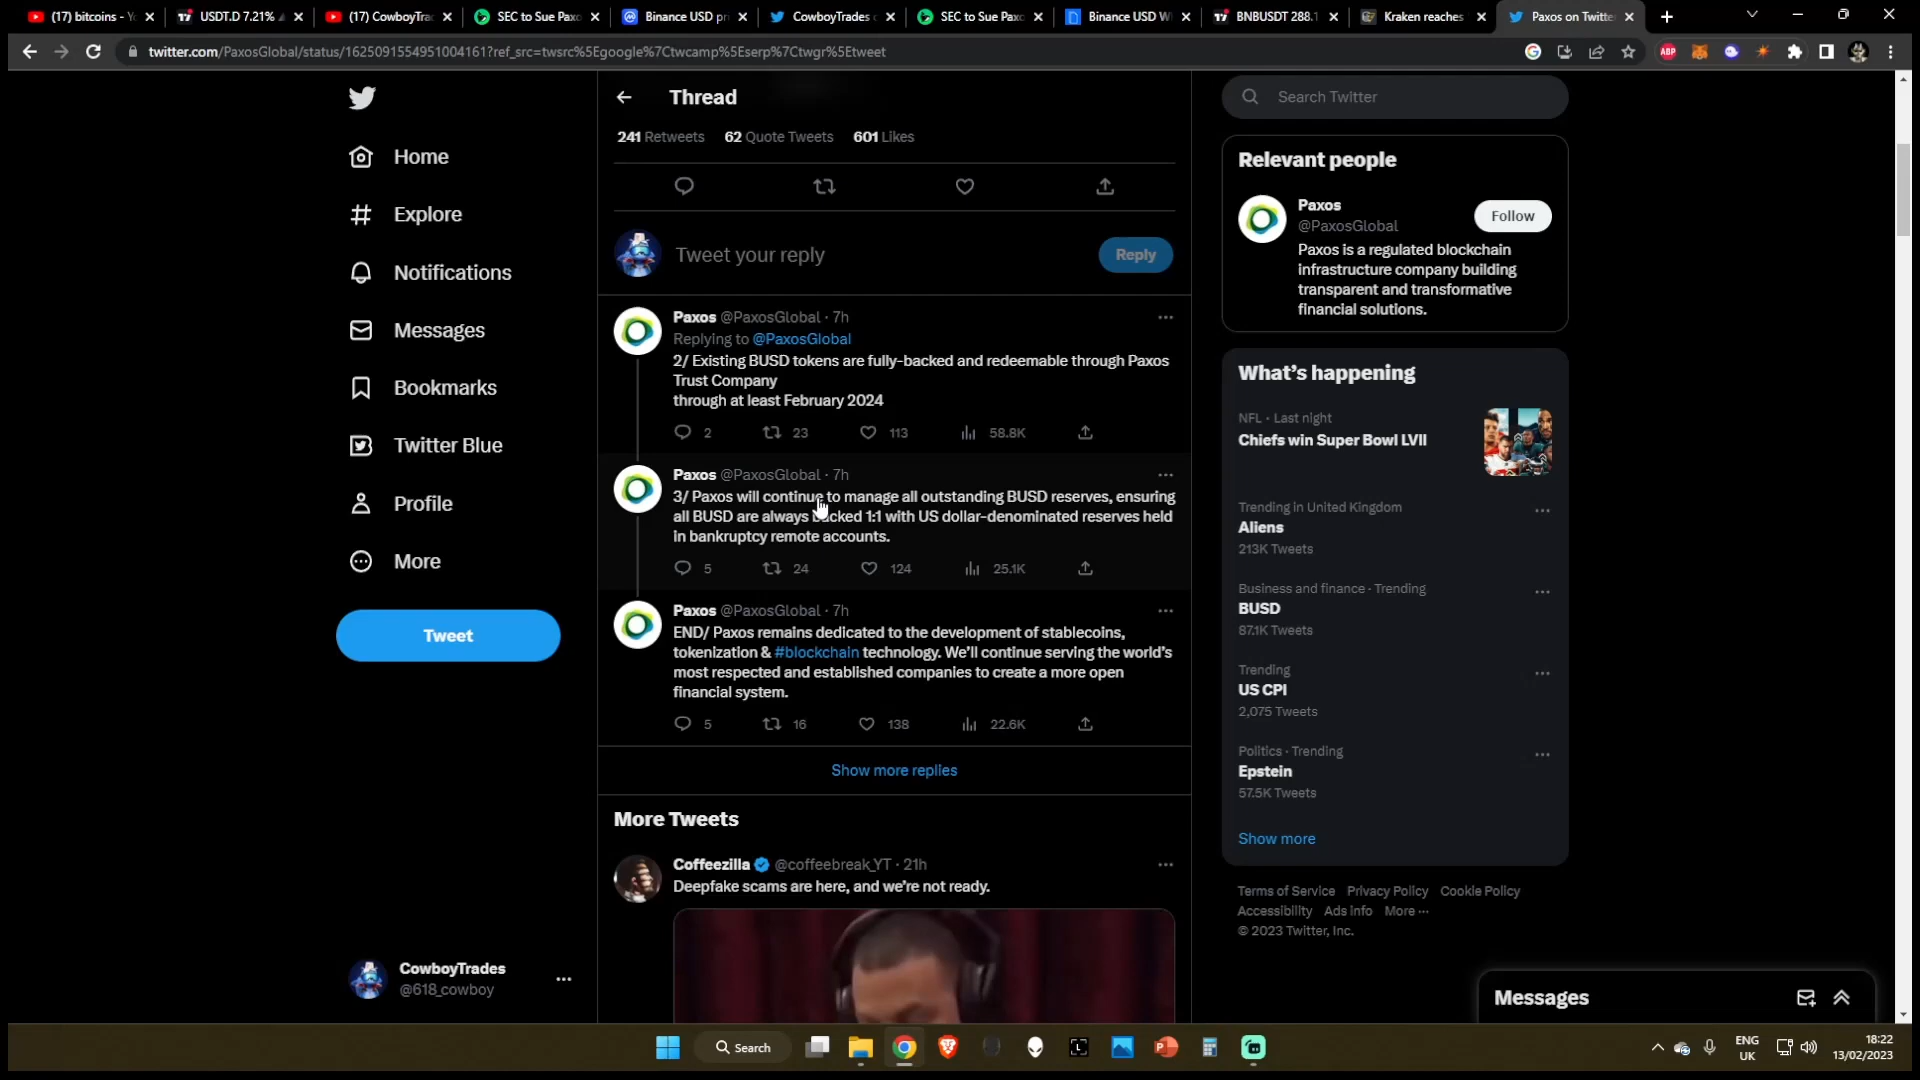 (17) bitcoins - Yo
USDT.D 7.21%
(17) CowboyTrad
SEC to Sue Paxo
Binance USD pr
CowboyTrades o
SEC to Sue Paxo
Binance USD W
BNBUSDT 288.1
Kraken reaches
Paxos on Twitte
twitter.com/PaxosGlobal/status/1625091554951004161?ref_src=twsrc%5Egoogle%7Ctwcamp%5Eserp%7Ctwgr%5Etweet
ABP
Home
Explore
Notifications
Messages
Bookmarks
Twitter Blue
Profile
More
Tweet
CowboyTrades
@618_cowboy
Thread
241 Retweets 62 Quote Tweets 601 Likes
Tweet your reply
Reply
Paxos @PaxosGlobal · 7h
Replying to @PaxosGlobal
2/ Existing BUSD tokens are fully-backed and redeemable through Paxos
Trust Company
through at least February 2024
2 23 113 58.8K
Paxos @PaxosGlobal · 7h
3/ Paxos will continue to manage all outstanding BUSD reserves, ensuring
all BUSD are always backed 1:1 with US dollar-denominated reserves held
in bankruptcy remote accounts.
5 24 124 25.1K
Paxos @PaxosGlobal · 7h
END/ Paxos remains dedicated to the development of stablecoins,
tokenization & #blockchain technology. We'll continue serving the world's
most respected and established companies to create a more open
financial system.
5 16 138 22.6K
Show more replies
More Tweets
Coffeezilla @coffeebreak_YT · 21h
Deepfake scams are here, and we're not ready.
Search Twitter
Relevant people
Paxos
@PaxosGlobal
Follow
Paxos is a regulated blockchain
infrastructure company building
transparent and transformative
financial solutions.
What's happening
NFL · Last night
Chiefs win Super Bowl LVII
Trending in United Kingdom
Aliens
213K Tweets
Business and finance · Trending
BUSD
87.1K Tweets
Trending
US CPI
2,075 Tweets
Politics · Trending
Epstein
57.5K Tweets
Show more
Terms of Service Privacy Policy Cookie Policy
Accessibility Ads info More ···
© 2023 Twitter, Inc.
Messages
Search
ENG
UK
18:22
13/02/2023